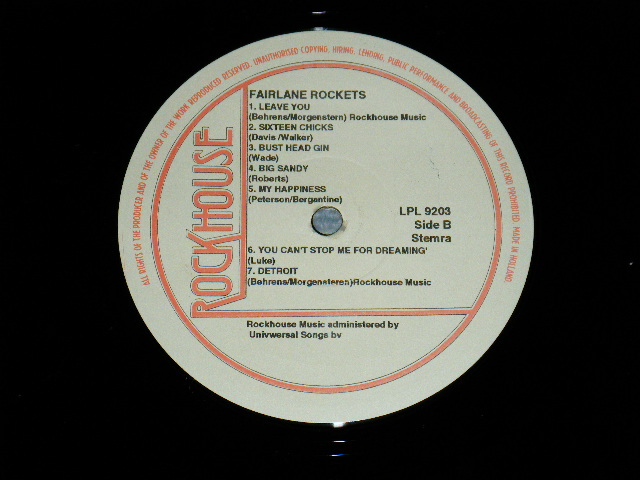 ALL RIGHTS OF THE PRODUCER AND OF THE OWNER OF THE WORK REPRODUCED RESERVED. UNAUTHORISED COPYING, HIRING, LENDING, PUBLIC PERFORMANCE AND BROADCASTING OF THIS RECORD PROHIBITED. MADE IN HOLLAND
ROCKHOUSE
FAIRLANE ROCKETS
1. LEAVE YOU
(Behrens/Morgenstern) Rockhouse Music
2. SIXTEEN CHICKS
(Davis /Walker)
3. BUST HEAD GIN
(Wade)
4. BIG SANDY
(Roberts)
5. MY HAPPINESS
(Peterson/Bergantine)
LPL 9203
Side B
Stemra
6. YOU CAN'T STOP ME FOR DREAMING'
(Luke)
7. DETROIT
(Behrens/Morgensteren)Rockhouse Music
Rockhouse Music administered by
Univwersal Songs bv